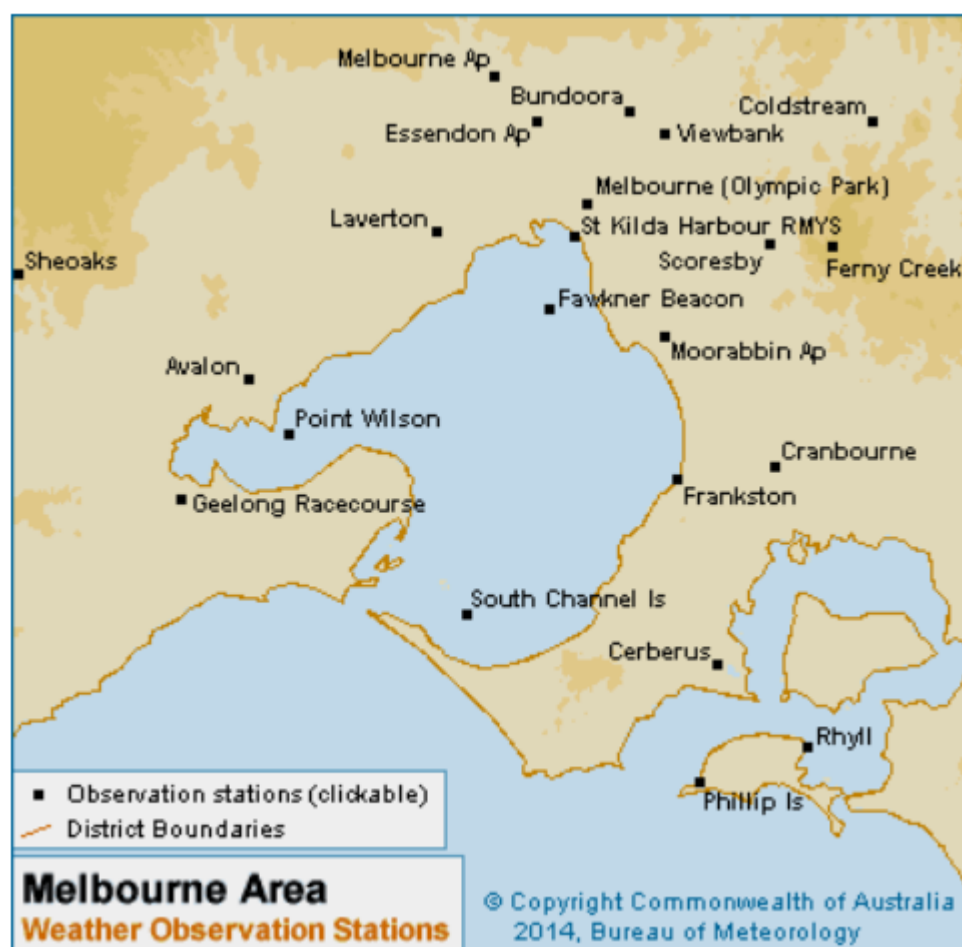 Melbourne Ap
Bundoora
Coldstream
Essendon Ap
Viewbank
Melbourne (Olympic Park)
Laverton
St Kilda Harbour RMYS
Sheoaks
Scoresby
Ferny Creek
Fawkner Beacon
Moorabbin Ap
Avalon
Point Wilson
Cranbourne
Frankston
Geelong Racecourse
South Channel Is
Cerberus
Rhyll
Phillip Is
Observation stations (clickable)
District Boundaries
Melbourne Area
Weather Observation Stations
© Copyright Commonwealth of Australia
2014, Bureau of Meteorology